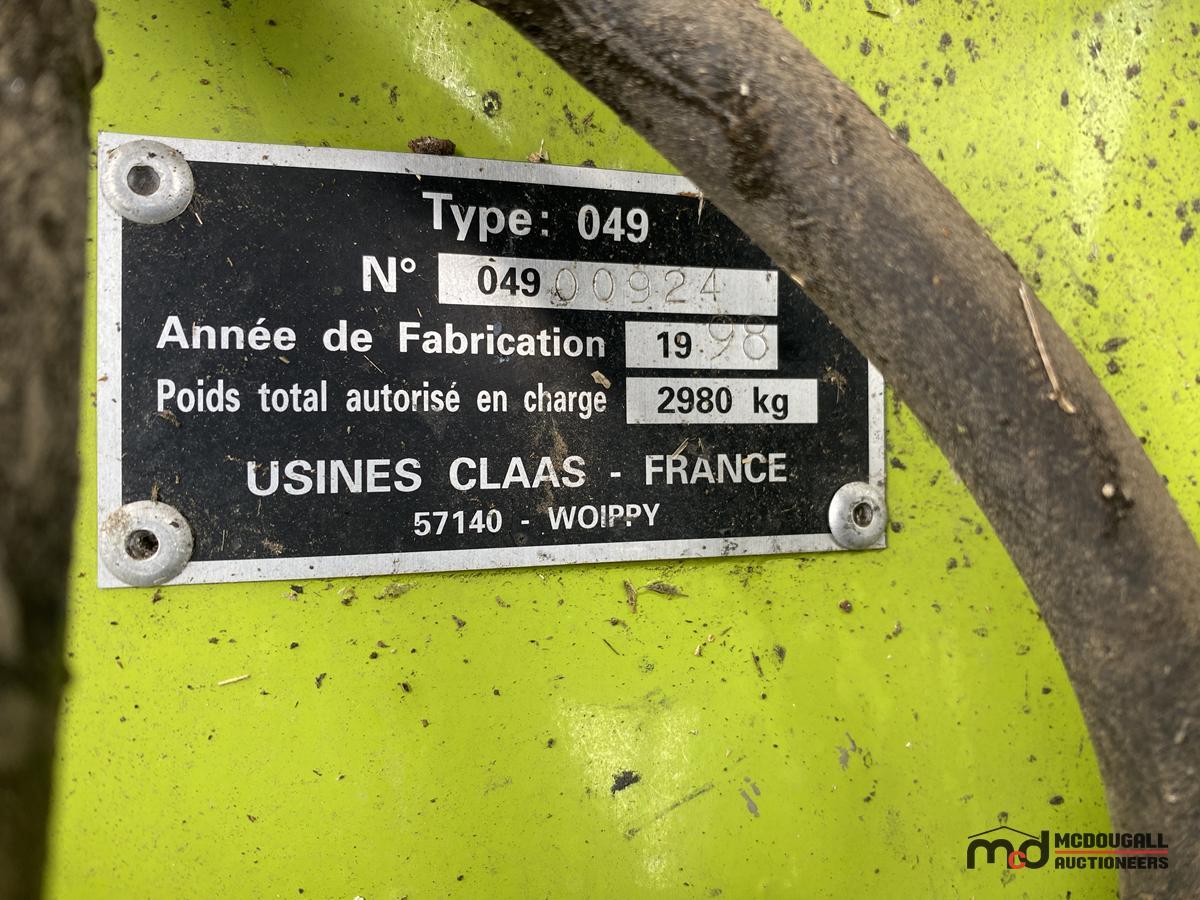 Type: 049
N° 049 00924
Année de Fabrication 19 98
Poids total autorisé en charge 2980 kg
USINES CLAAS - FRANCE
57140 - WOIPPY
mcd MCDOUGALL
AUCTIONEERS